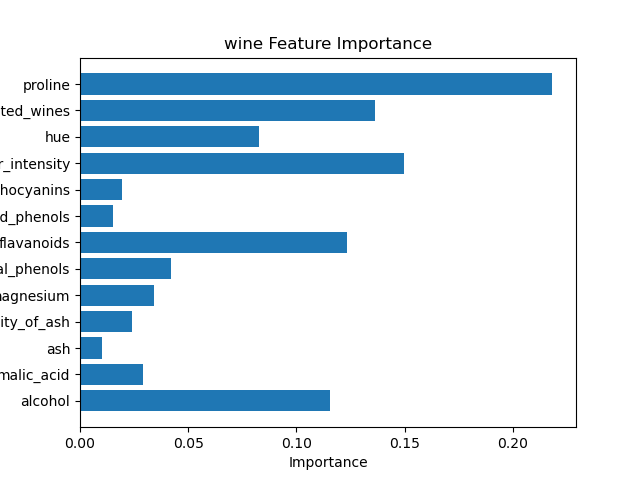 wine Feature Importance
proline
ted_wines
hue
r_intensity
hocyanins
d_phenols
flavanoids
al_phenols
magnesium
ity_of_ash
ash
malic_acid
alcohol
0.00 0.05 0.10 0.15 0.20
Importance